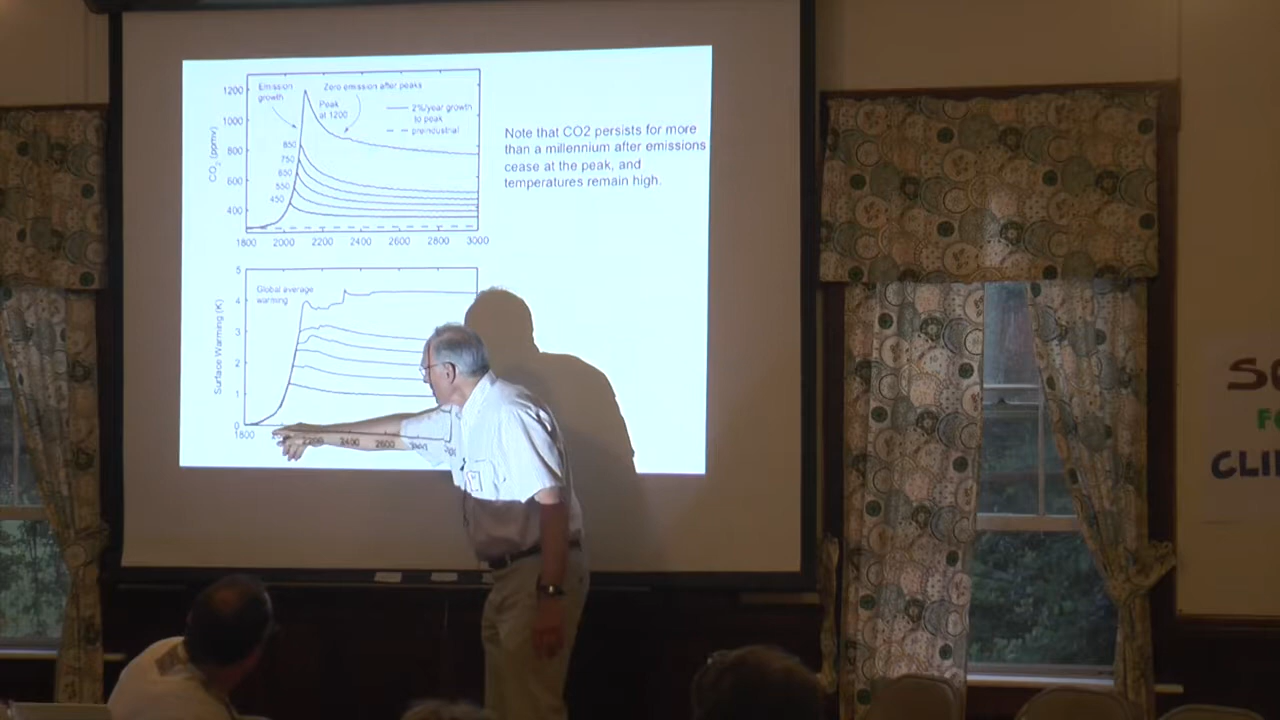 1200
1000
800
600
400
CO2 (ppmv)
Emission
growth
Zero emission after peaks
Peak
at 1200
2%/year growth
to peak
preindustrial
850
750
650
550
450
1800 2000 2200 2400 2600 2800 3000
Note that CO2 persists for more
than a millennium after emissions
cease at the peak, and
temperatures remain high.
5
4
3
2
1
0
Surface Warming (K)
Global average
warming
1800 2200 2400 2600